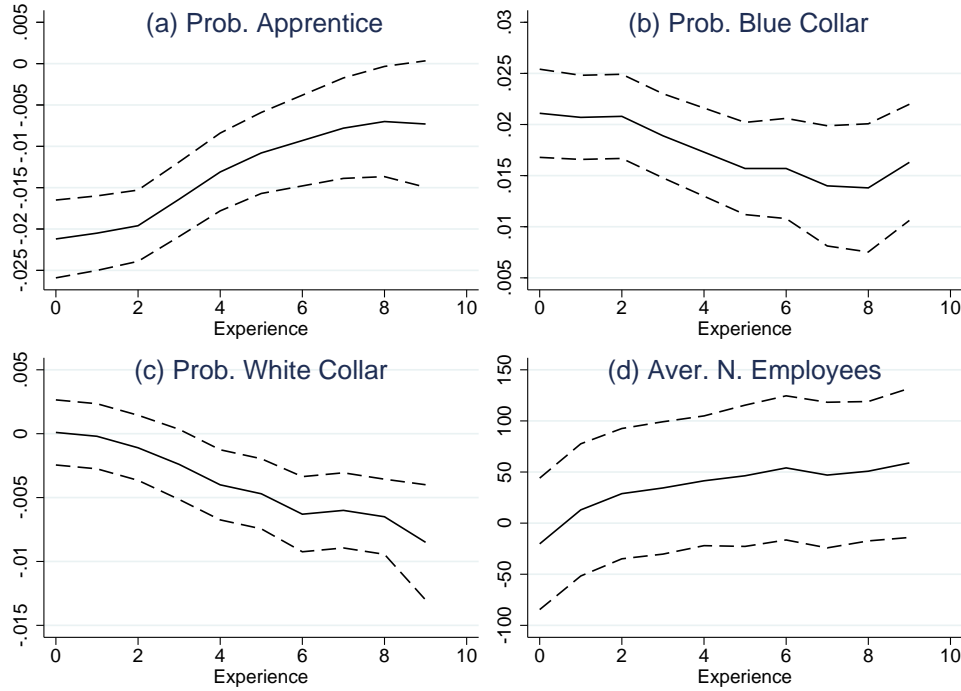 (a) Prob. Apprentice
.005
0
-.005
-.01
-.015
-.02
-.025
0 2 4 6 8 10
Experience
(b) Prob. Blue Collar
.03
.025
.02
.015
.01
.005
0 2 4 6 8 10
Experience
(c) Prob. White Collar
.005
0
-.005
-.01
-.015
0 2 4 6 8 10
Experience
(d) Aver. N. Employees
150
100
50
0
-50
-100
0 2 4 6 8 10
Experience